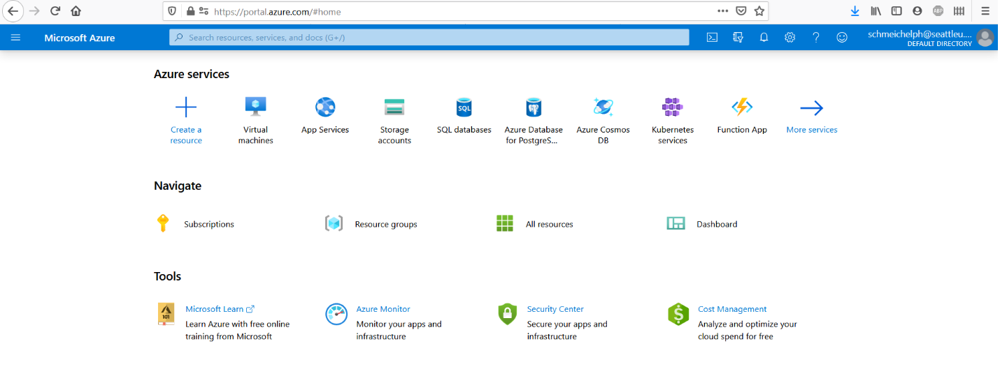 https://portal.azure.com/#home
ABP
Microsoft Azure
Search resources, services, and docs (G+/)
schmeichelph@seattleu....
DEFAULT DIRECTORY
Azure services
SQL
Create a
resource
Virtual
machines
App Services
Storage
accounts
SQL databases
Azure Database
for PostgreS...
Azure Cosmos
DB
Kubernetes
services
Function App
More services
Navigate
Subscriptions
Resource groups
All resources
Dashboard
Tools
101
Microsoft Learn
Learn Azure with free online
training from Microsoft
Azure Monitor
Monitor your apps and
infrastructure
Security Center
Secure your apps and
infrastructure
$
Cost Management
Analyze and optimize your
cloud spend for free